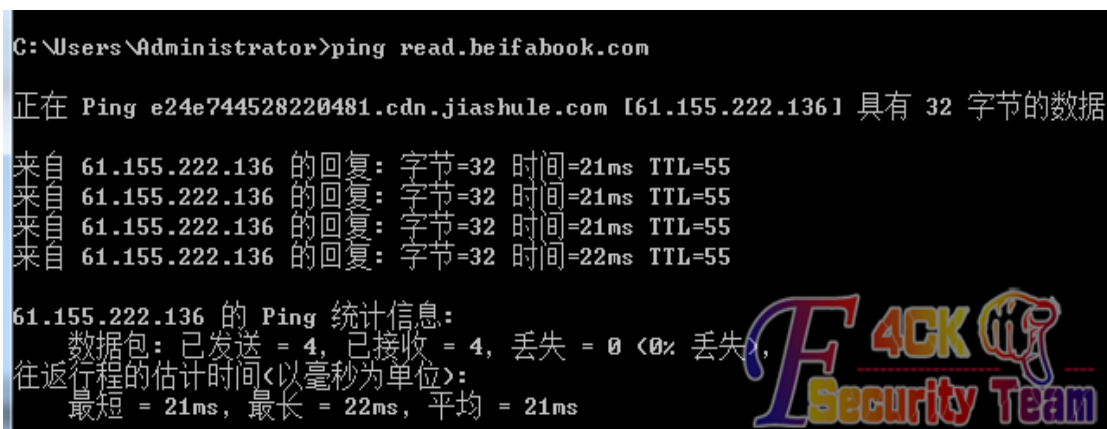 C:\Users\Administrator>ping read.beifabook.com
正在 Ping e24e744528220481.cdn.jiashule.com [61.155.222.136] 具有 32 字节的数据
来自 61.155.222.136 的回复: 字节=32 时间=21ms TTL=55
来自 61.155.222.136 的回复: 字节=32 时间=21ms TTL=55
来自 61.155.222.136 的回复: 字节=32 时间=21ms TTL=55
来自 61.155.222.136 的回复: 字节=32 时间=22ms TTL=55
61.155.222.136 的 Ping 统计信息:
数据包: 已发送 = 4, 已接收 = 4, 丢失 = 0 (0% 丢失),
往返行程的估计时间(以毫秒为单位):
最短 = 21ms, 最长 = 22ms, 平均 = 21ms
F4CK
Security Team